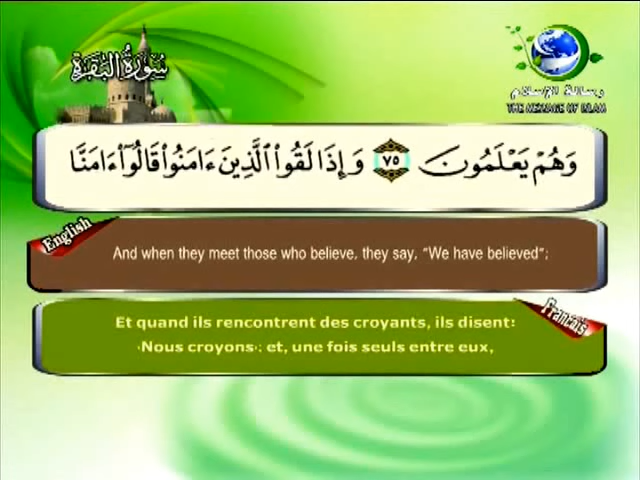 سورة البقرة
رسالة الإسلام
THE MESSAGE OF ISLAM
وَهُمْ يَعْلَمُونَ ٧٥ وَإِذَا لَقُوا۟ ٱلَّذِينَ ءَامَنُوا۟ قَالُوٓا۟ ءَامَنَّا
English
And when they meet those who believe, they say, “We have believed”;
Français
Et quand ils rencontrent des croyants, ils disent:
‹Nous croyons›; et, une fois seuls entre eux,